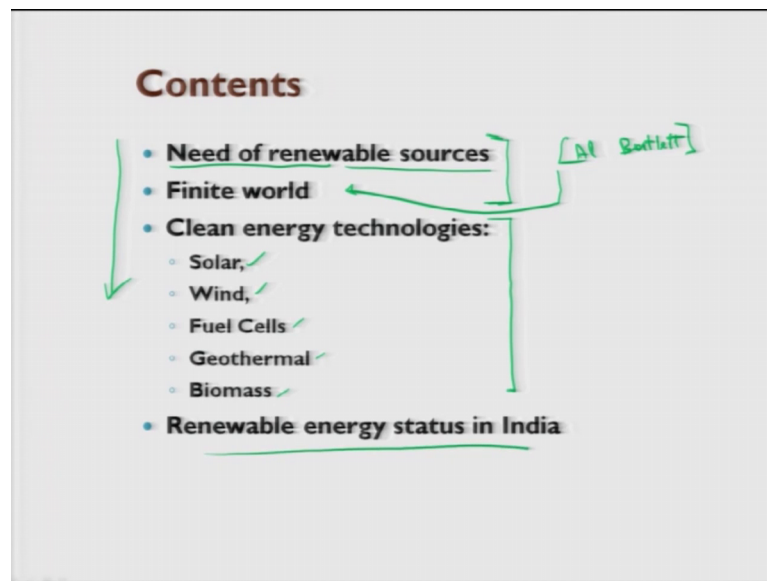 Contents
• Need of renewable sources
[Al Bartlett]
• Finite world
• Clean energy technologies:
◦ Solar,
◦ Wind,
◦ Fuel Cells
◦ Geothermal
◦ Biomass
• Renewable energy status in India